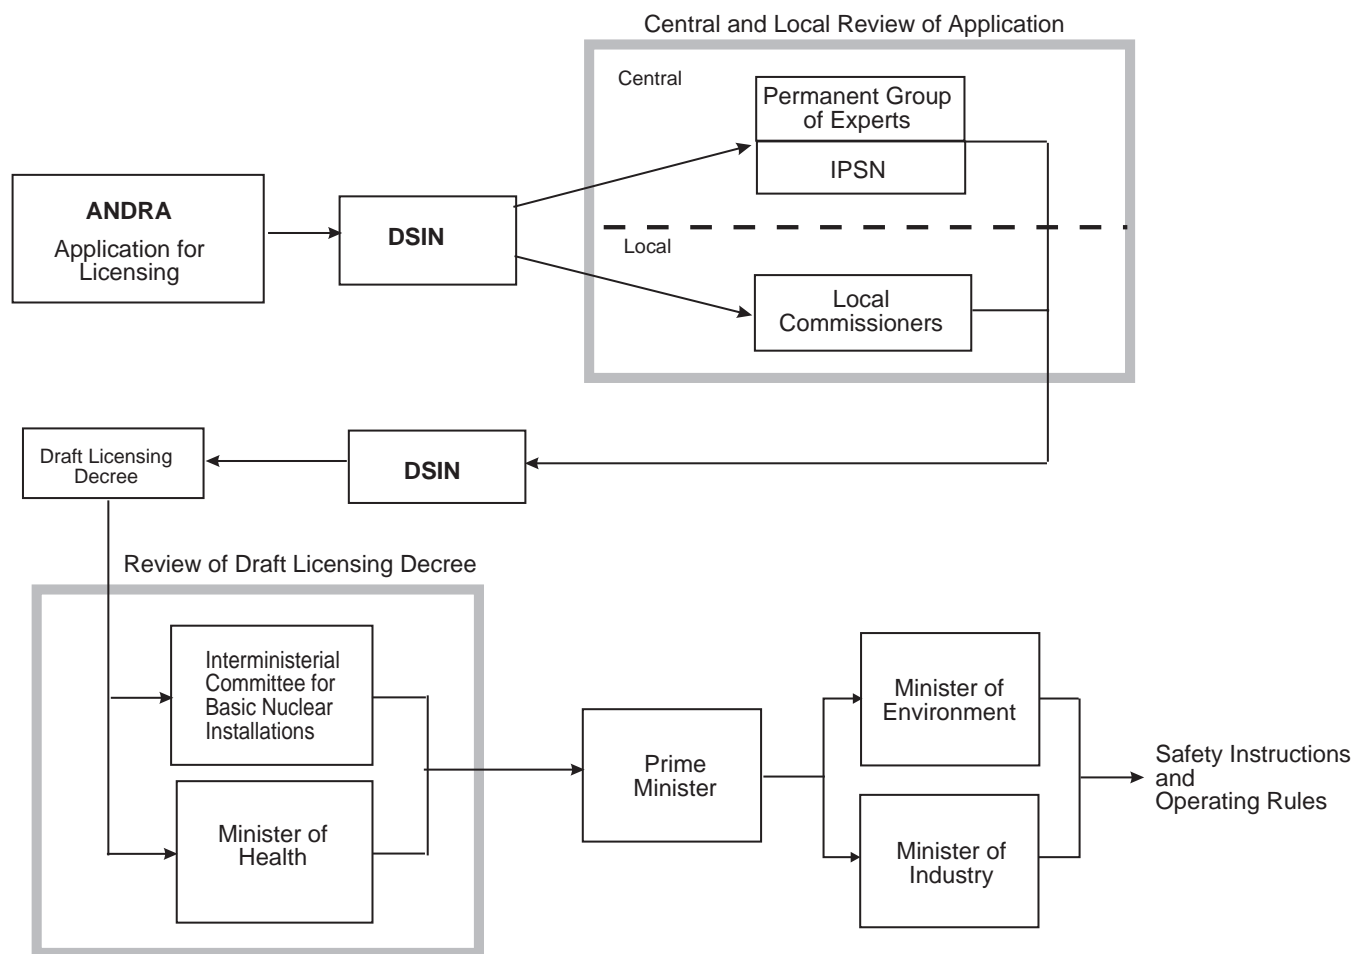 Central and Local Review of Application
Central
Permanent Group
of Experts
IPSN
ANDRA
Application for
Licensing
DSIN
Local
Local
Commissioners
Draft Licensing
Decree
DSIN
Review of Draft Licensing Decree
Interministerial
Committee for
Basic Nuclear
Installations
Minister of
Health
Prime
Minister
Minister of
Environment
Minister of
Industry
Safety Instructions
and
Operating Rules